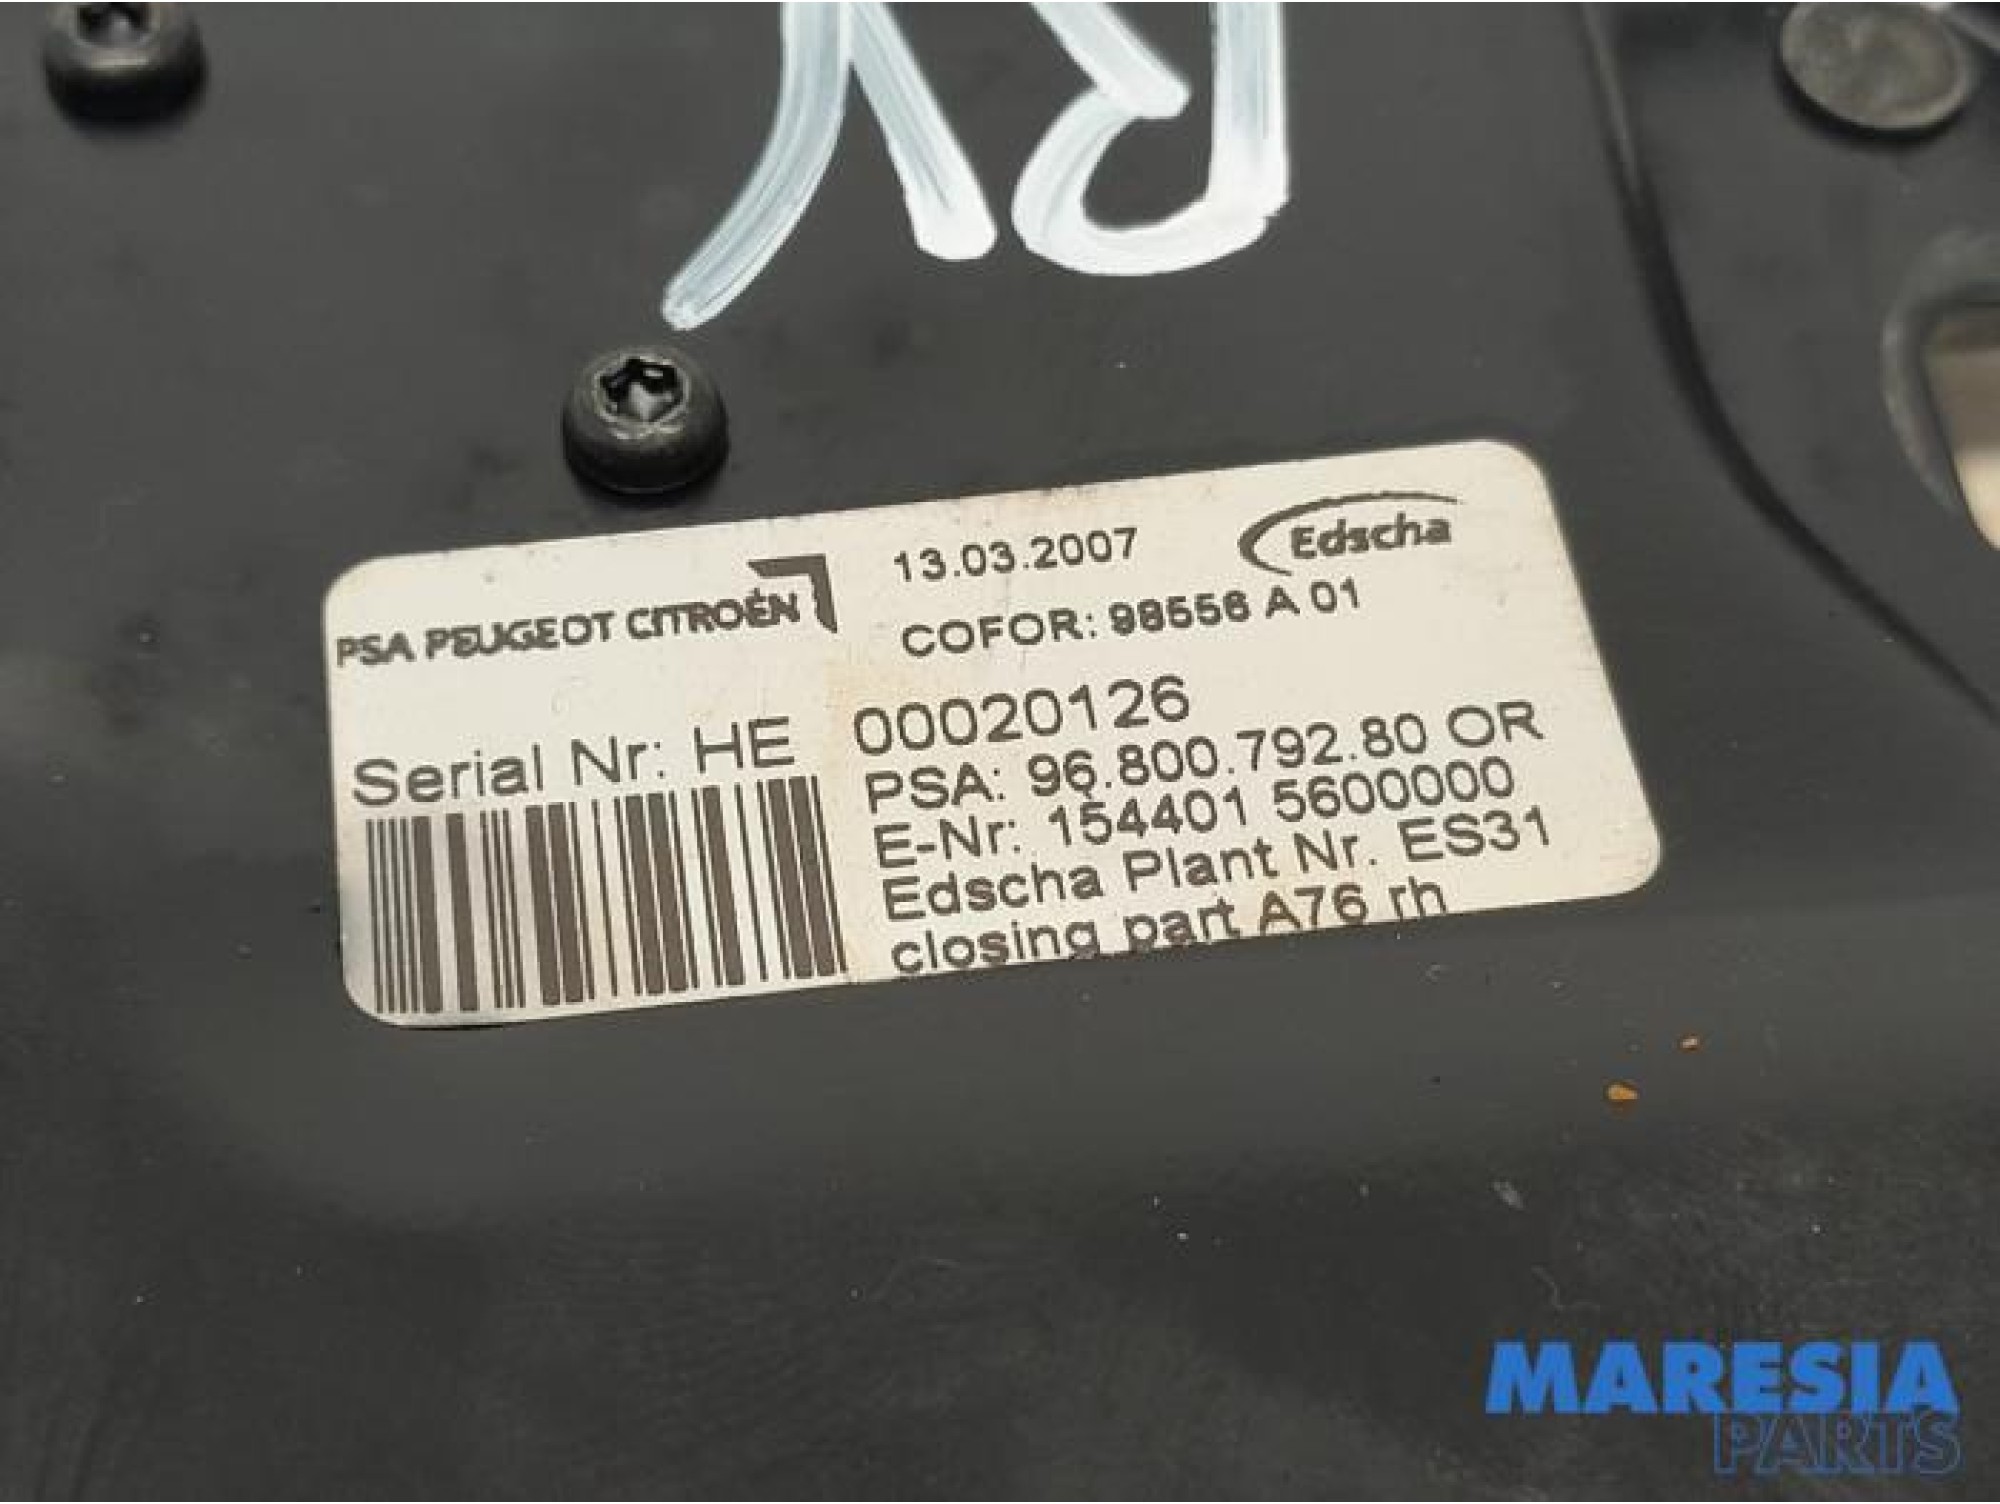 13.03.2007
Edscha
PSA PEUGEOT CITROËN
COFOR: 98556 A 01
Serial Nr: HE 00020126
PSA: 96.800.792.80 OR
E-Nr: 154401 5600000
Edscha Plant Nr. ES31
closing part A76 rh
MARESIA
PARTS